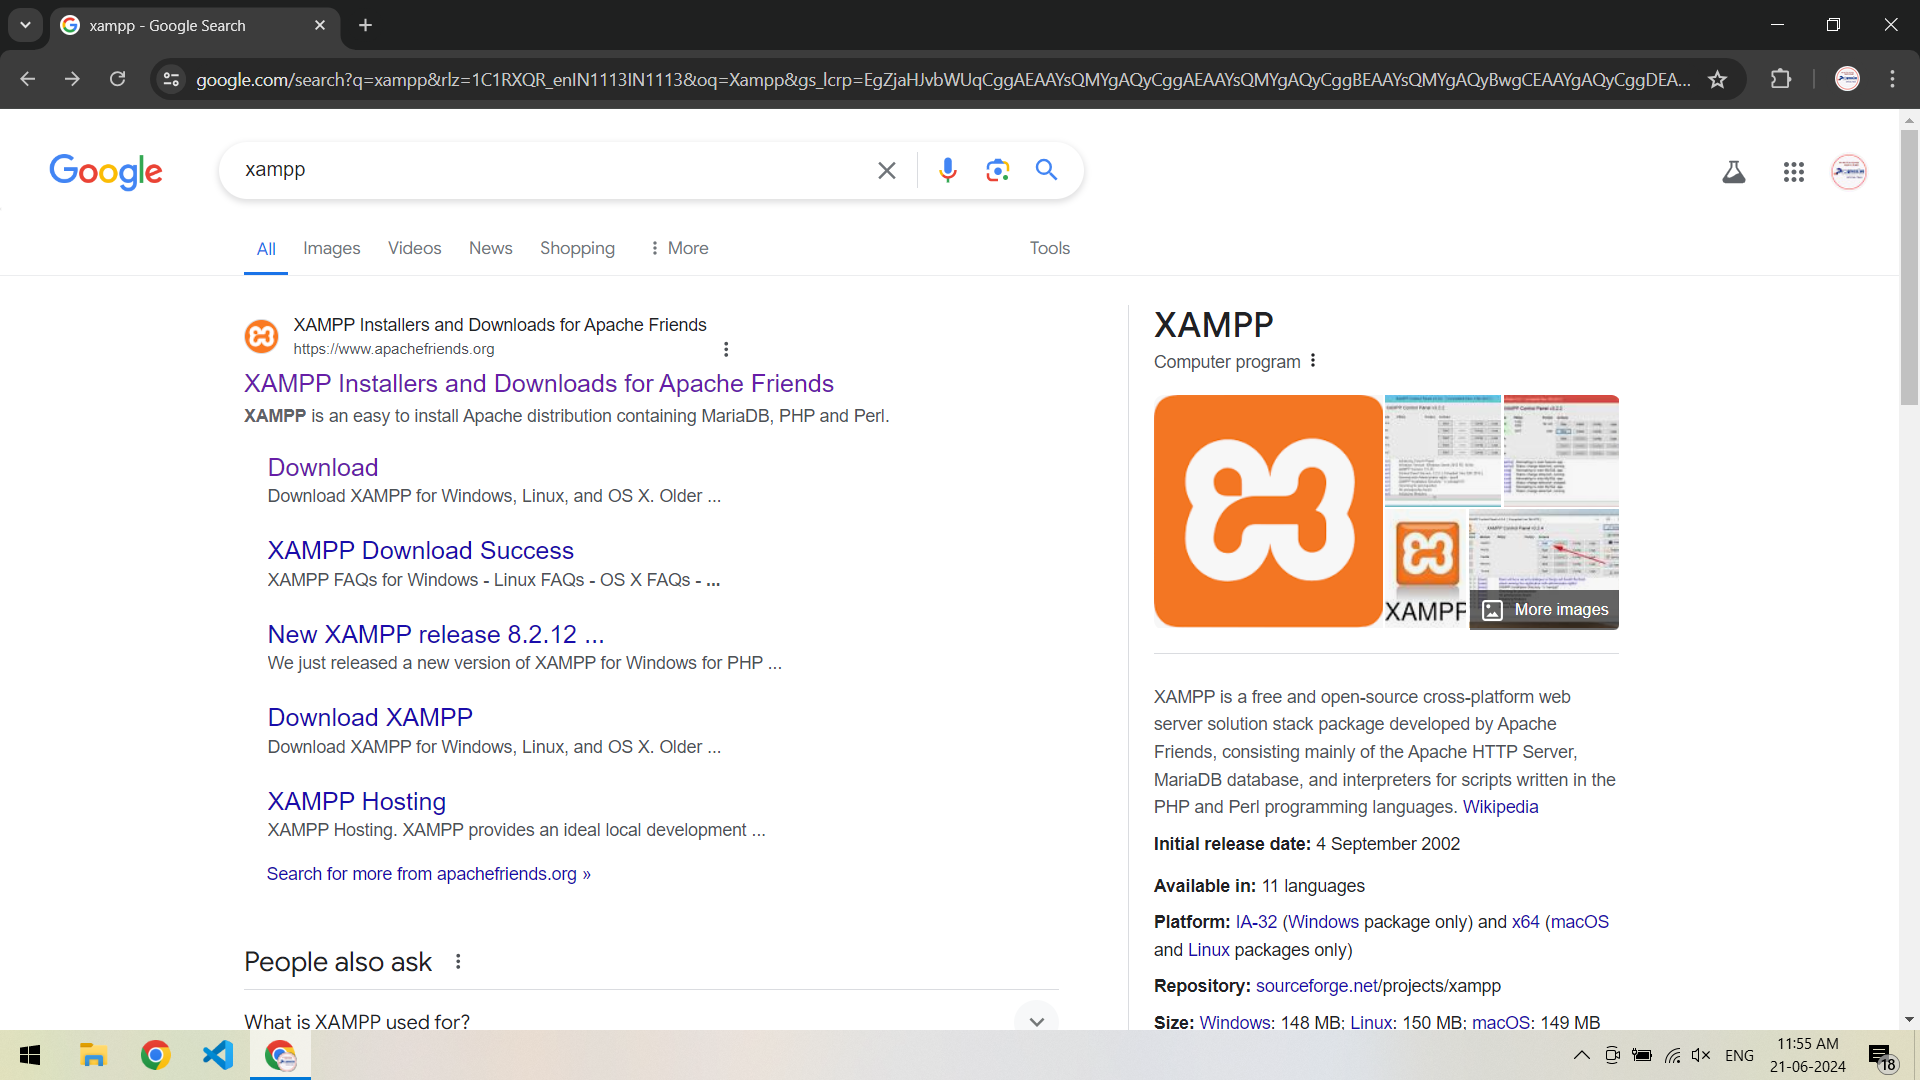 xampp - Google Search
google.com/search?q=xampp&rlz=1C1RXQR_enIN1113IN1113&oq=Xampp&gs_lcrp=EgZjaHJvbWUqCggAEAAYsQMYgAQyCggAEAAYsQMYgAQyCggBEAAYsQMYgAQyBwgCEAAYgAQyCggDEA...
Google
xampp
All Images Videos News Shopping More Tools
XAMPP Installers and Downloads for Apache Friends
https://www.apachefriends.org
XAMPP Installers and Downloads for Apache Friends
XAMPP is an easy to install Apache distribution containing MariaDB, PHP and Perl.
Download
Download XAMPP for Windows, Linux, and OS X. Older ...
XAMPP Download Success
XAMPP FAQs for Windows - Linux FAQs - OS X FAQs - ...
New XAMPP release 8.2.12 ...
We just released a new version of XAMPP for Windows for PHP ...
Download XAMPP
Download XAMPP for Windows, Linux, and OS X. Older ...
XAMPP Hosting
XAMPP Hosting. XAMPP provides an ideal local development ...
Search for more from apachefriends.org »
People also ask
What is XAMPP used for?
XAMPP
Computer program
XAMPP
More images
XAMPP is a free and open-source cross-platform web
server solution stack package developed by Apache
Friends, consisting mainly of the Apache HTTP Server,
MariaDB database, and interpreters for scripts written in the
PHP and Perl programming languages. Wikipedia
Initial release date: 4 September 2002
Available in: 11 languages
Platform: IA-32 (Windows package only) and x64 (macOS
and Linux packages only)
Repository: sourceforge.net/projects/xampp
Size: Windows: 148 MB; Linux: 150 MB; macOS: 149 MB
ENG
11:55 AM
21-06-2024
18